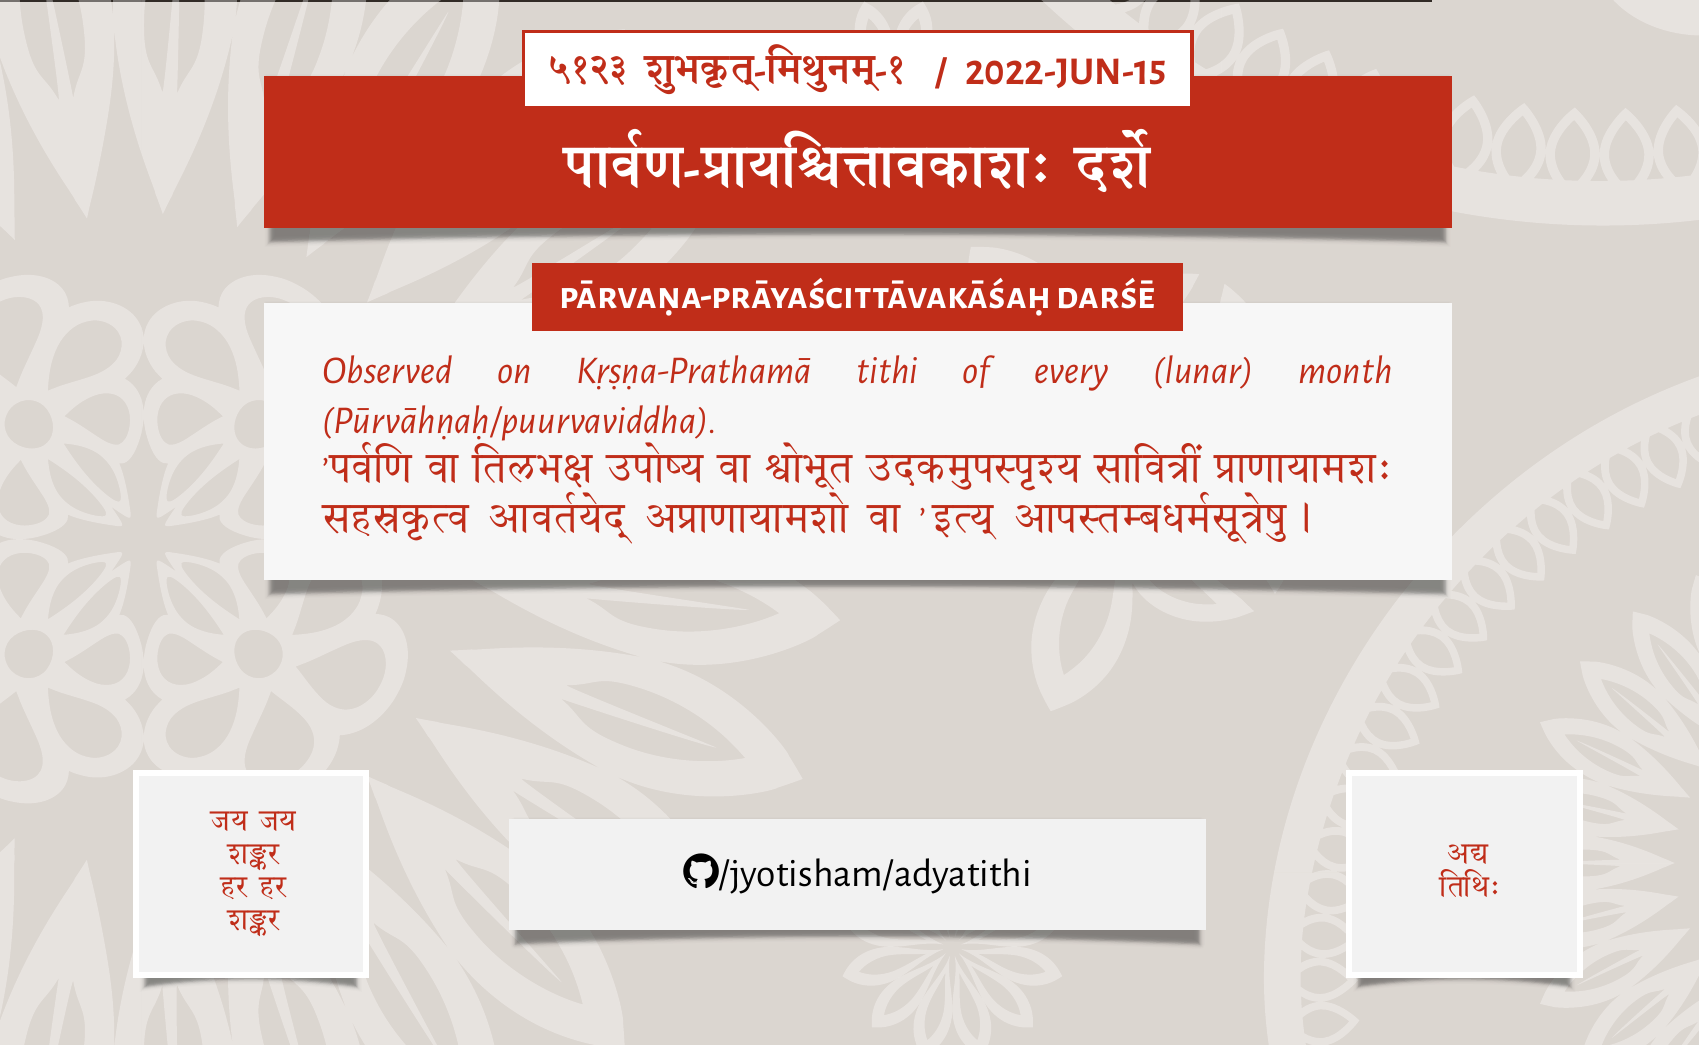 ५१२३ शुभकृत्-मिथुनम्-१ / 2022-JUN-15
पार्वण-प्रायश्चित्तावकाशः दर्शे
PĀRVAṆA-PRĀYAŚCITTĀVAKĀŚAḤ DARŚĒ
Observed on Kṛṣṇa-Prathamā tithi of every (lunar) month
(Pūrvāhṇaḥ/puurvaviddha).
’पर्वणि वा तिलभक्ष उपोष्य वा श्वोभूत उदकमुपस्पृश्य सावित्रीं प्राणायामशः
सहस्रकृत्व आवर्तयेद् अप्राणायामशो वा ’ इत्य् आपस्तम्बधर्मसूत्रेषु।
जय जय
शङ्कर
हर हर
शङ्कर
/jyotisham/adyatithi
अद्य
तिथिः